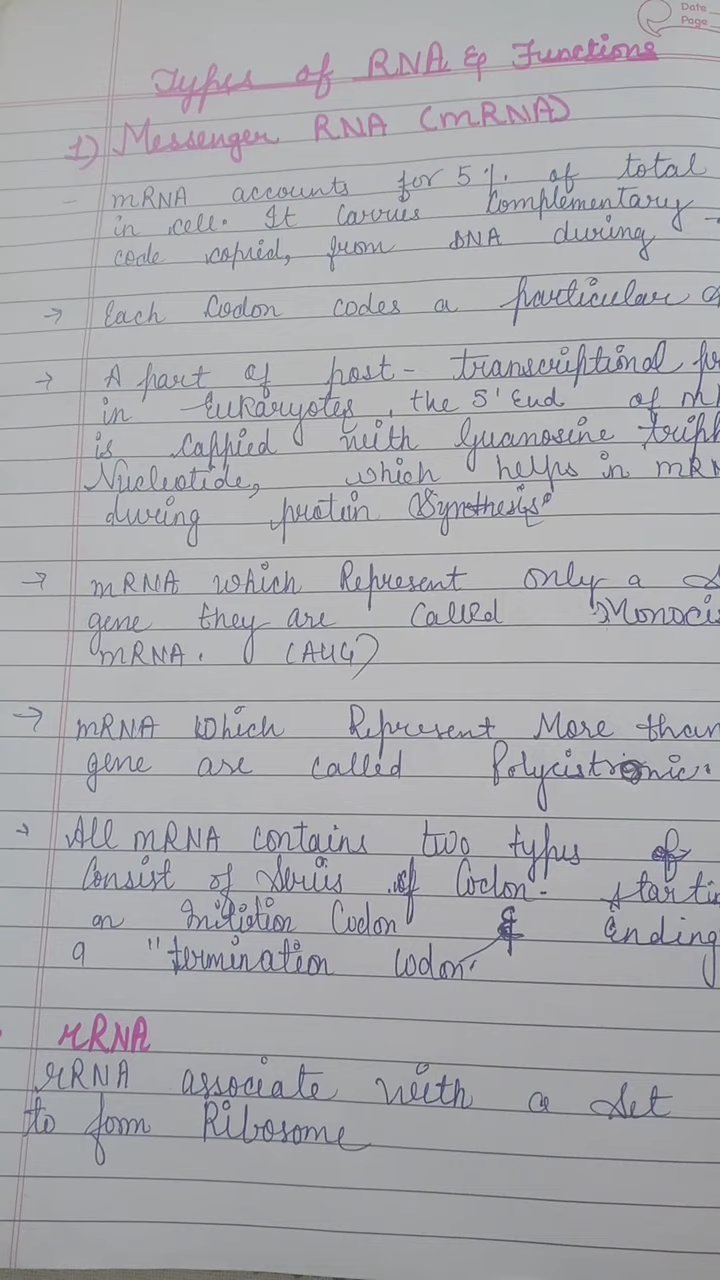 Date
Page
Types of RNA & Functions
1) Messenger RNA (mRNA)
- mRNA accounts for 5% of total
in cell. It Carries Complementary
code copied, from DNA during
→ Each Codon codes a particular
→ A part of post-transcriptional
in Eukaryotes, the 5' End of
is Cappied with Guanosine
Nucleotide, which helps in
during protin Synsthesis
→ mRNA which Represent only a
gene they are called
mRNA. (AUG)
→ mRNA which Represent More than
gene are called Polycistronic.
→ All mRNA contains two types of
Consist of Series of Codon.
an Initiation Codon & Ending
a "termination codon.
rRNA
rRNA associate with a Set
to form Ribosome